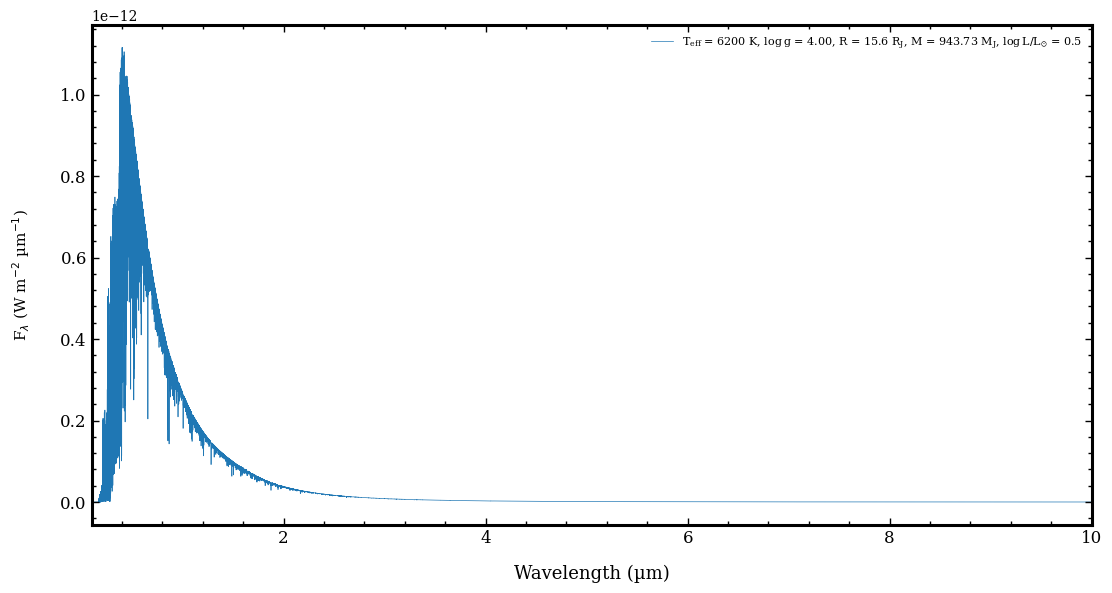 1e−12
T_eff = 6200 K, log g = 4.00, R = 15.6 R_J, M = 943.73 M_J, log L/L_⊙ = 0.5
1.0
0.8
0.6
0.4
0.2
0.0
F_λ (W m^−2 µm^−1)
2 4 6 8 10
Wavelength (µm)